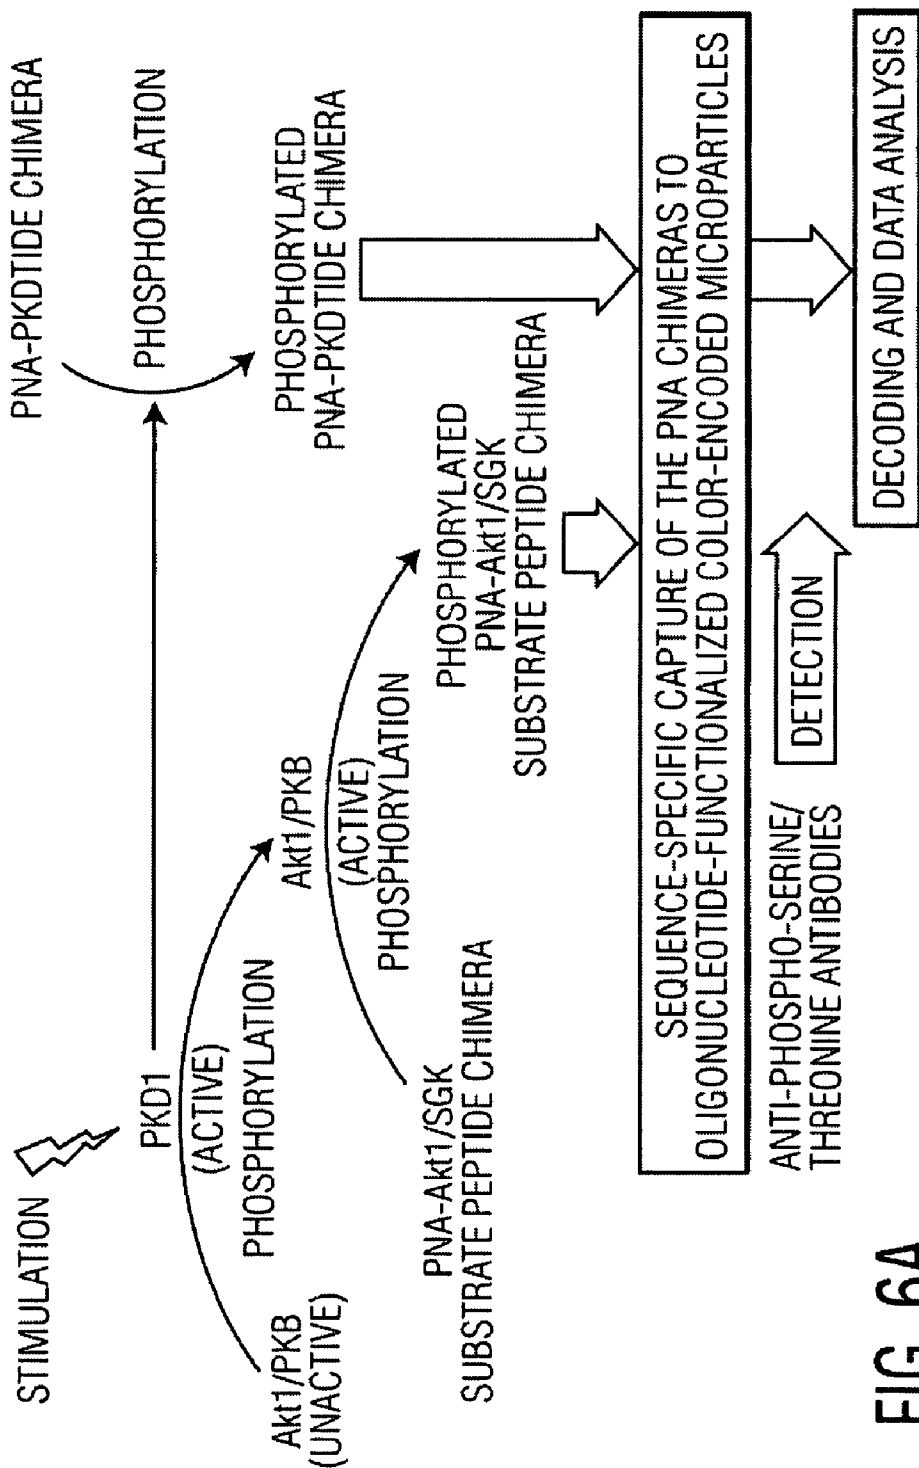 STIMULATION
PNA-PKDTIDE CHIMERA
PKD1
(ACTIVE)
PHOSPHORYLATION
PHOSPHORYLATION
Akt1/PKB
(UNACTIVE)
Akt1/PKB
(ACTIVE)
PHOSPHORYLATION
PHOSPHORYLATED
PNA-PKDTIDE CHIMERA
PNA-Akt1/SGK
SUBSTRATE PEPTIDE CHIMERA
PHOSPHORYLATED
PNA-Akt1/SGK
SUBSTRATE PEPTIDE CHIMERA
SEQUENCE-SPECIFIC CAPTURE OF THE PNA CHIMERAS TO
OLIGONUCLEOTIDE-FUNCTIONALIZED COLOR-ENCODED MICROPARTICLES
ANTI-PHOSPHO-SERINE/
THREONINE ANTIBODIES
DETECTION
DECODING AND DATA ANALYSIS
FIG. 6A